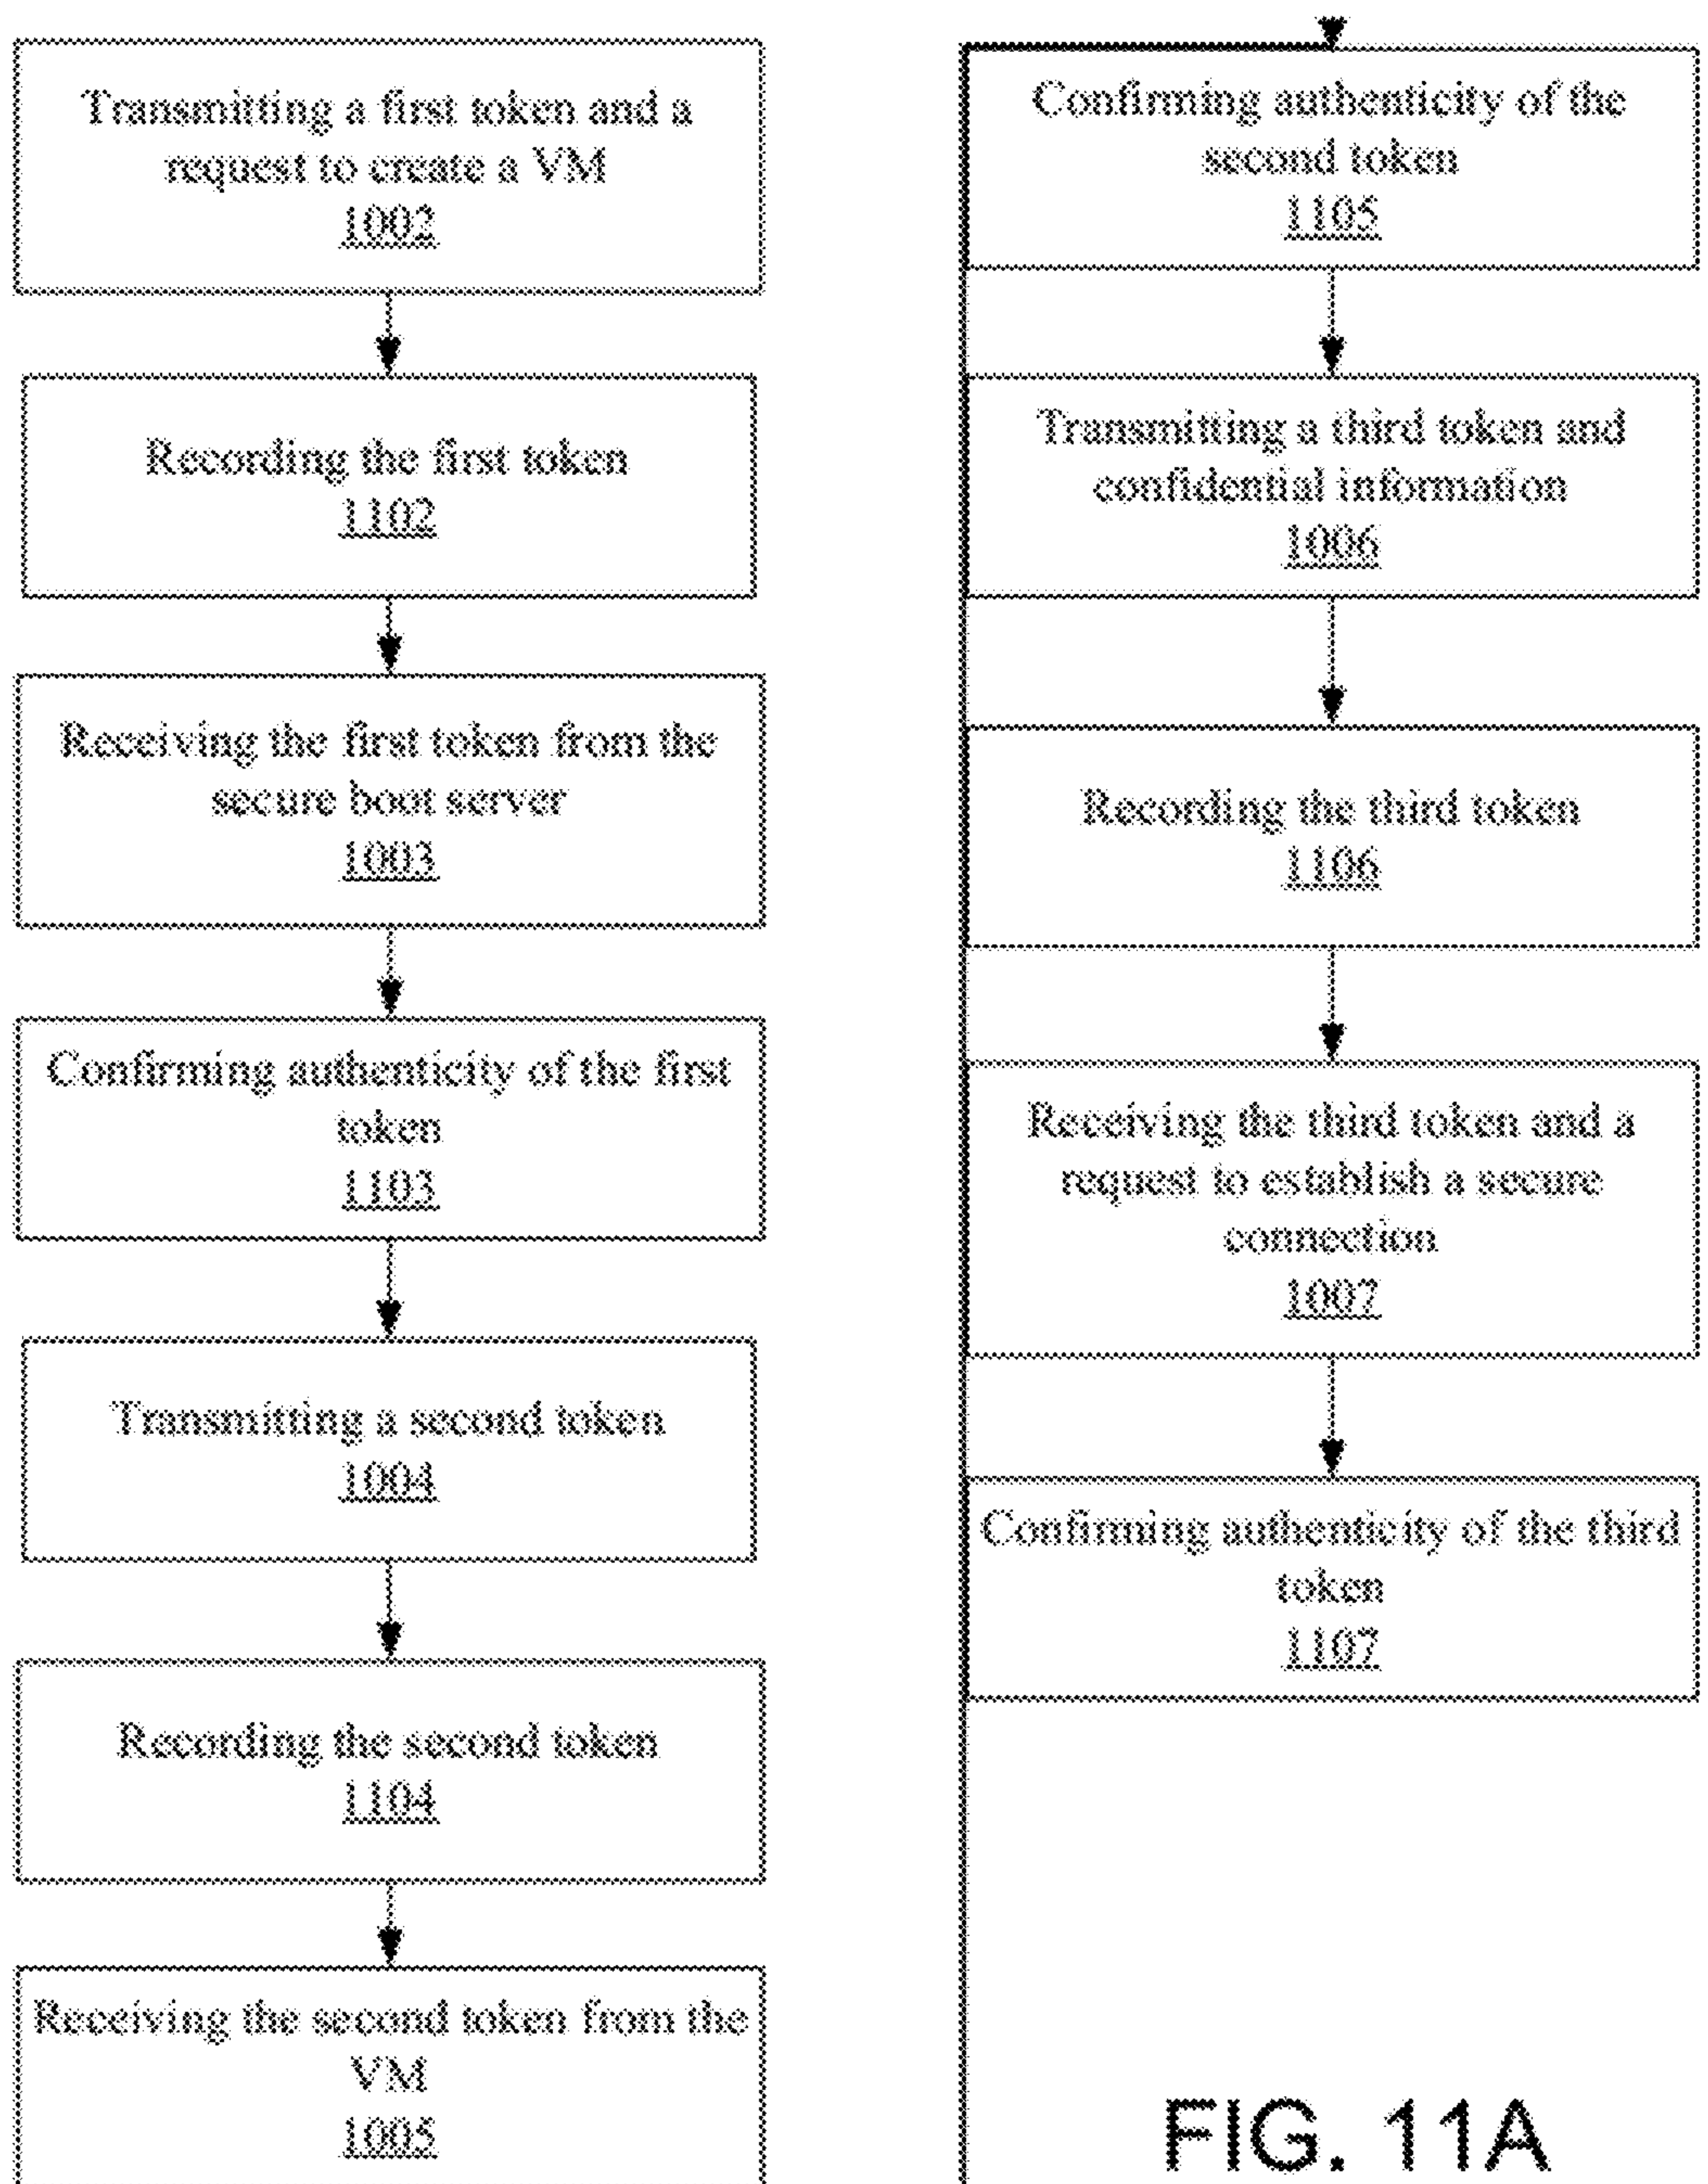 Transmitting a first token and a
request to create a VM
1002
Recording the first token
1102
Receiving the first token from the
secure boot server
1003
Confirming authenticity of the first
token
1103
Transmitting a second token
1004
Recording the second token
1104
Receiving the second token from the
VM
1005
Confirming authenticity of the
second token
1105
Transmitting a third token and
confidential information
1006
Recording the third token
1106
Receiving the third token and a
request to establish a secure
connection
1007
Confirming authenticity of the third
token
1107
FIG. 11A